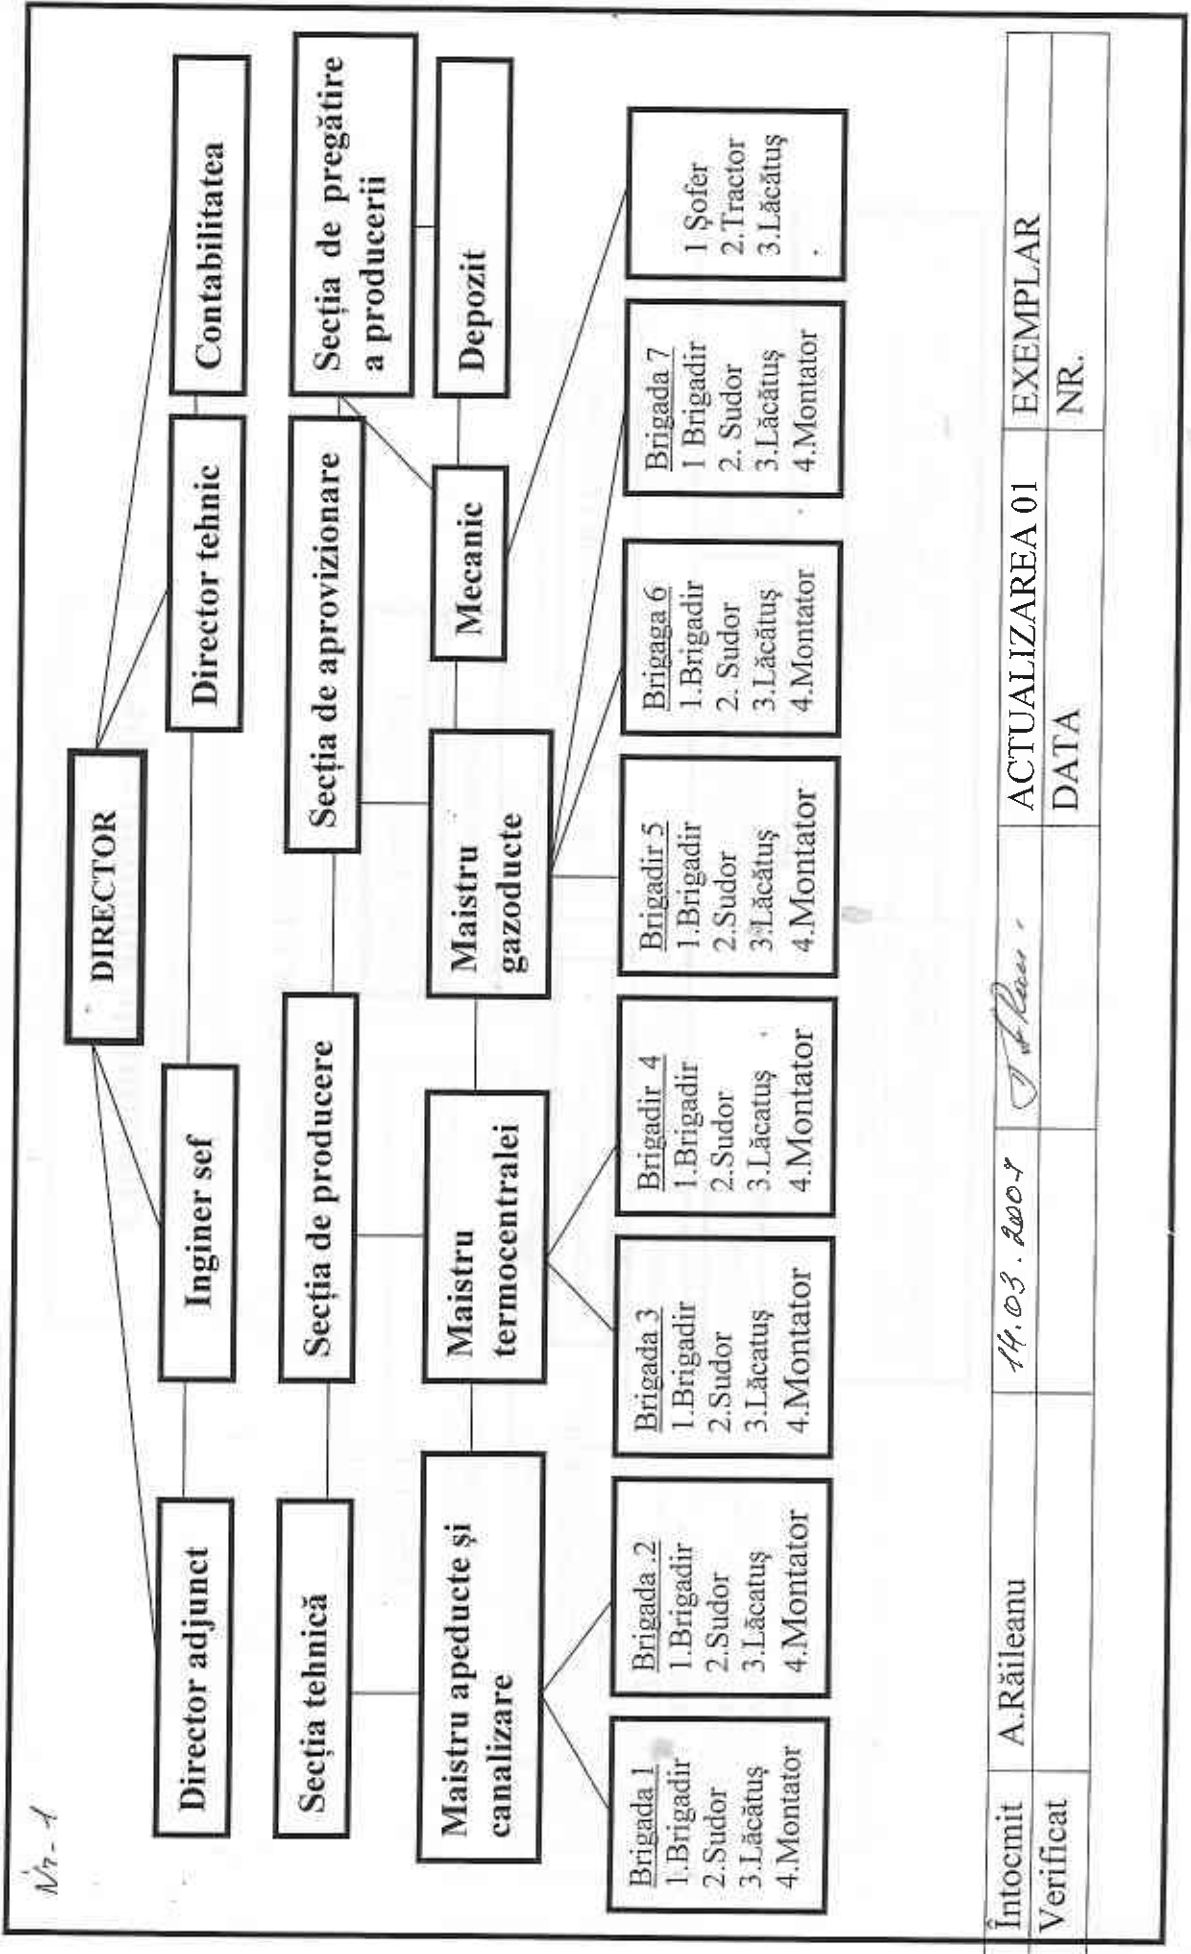 Nr-1
DIRECTOR
Director adjunct
Inginer sef
Director tehnic
Contabilitatea
Secția tehnică
Secția de producere
Secția de aprovizionare
Secția de pregătire
a producerii
Maistru apeducte și
canalizare
Maistru
termocentralei
Maistru
gazoducte
Mecanic
Depozit
Brigada 1
1.Brigadir
2.Sudor
3.Lăcătuș
4.Montator
Brigada .2
1.Brigadir
2.Sudor
3.Lăcatuș
4.Montator
Brigada 3
1.Brigadir
2.Sudor
3.Lăcătuș
4.Montator
Brigadir 4
1.Brigadir
2.Sudor
3.Lăcatuș
4.Montator
Brigadir 5
1.Brigadir
2.Sudor
3.Lăcătuș
4.Montator
Brigaga 6
1.Brigadir
2. Sudor
3.Lăcătuș
4.Montator
Brigada 7
1 Brigadir
2. Sudor
3.Lăcătuș
4.Montator
1 Șofer
2.Tractor
3.Lăcătuș
Întocmit A.Răileanu 14.03. ACTUALIZAREA 01 EXEMPLAR
Verificat DATA NR.